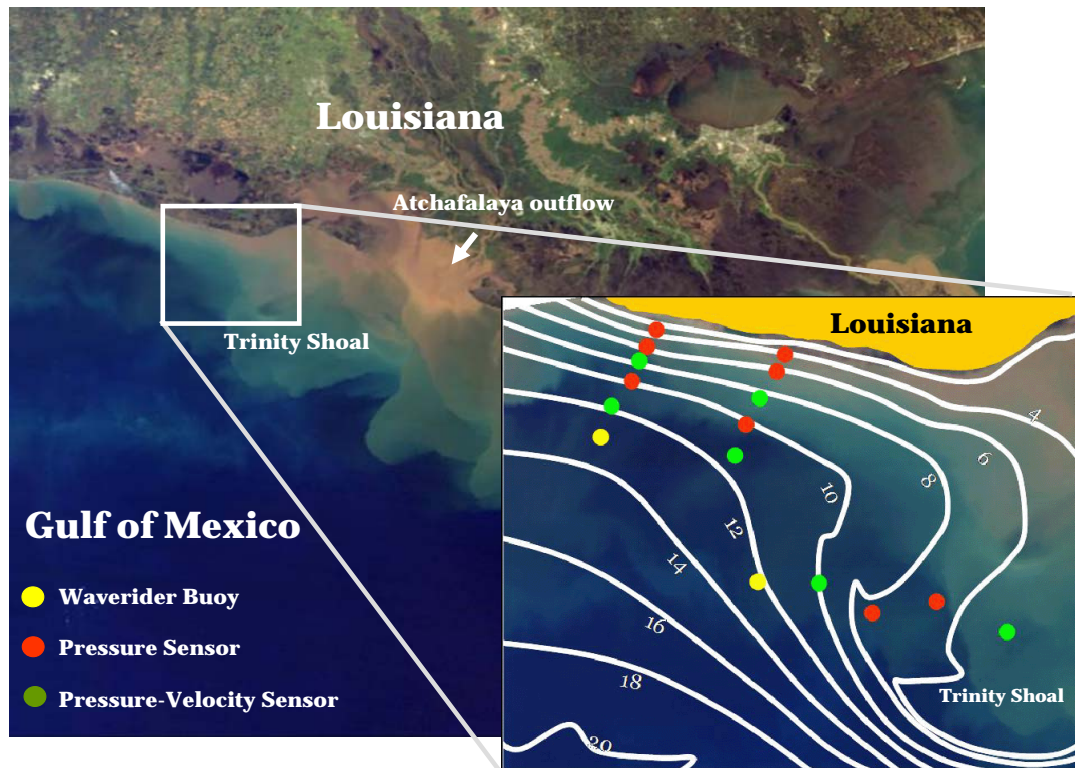 Louisiana
Atchafalaya outflow
Trinity Shoal
Gulf of Mexico
Waverider Buoy
Pressure Sensor
Pressure-Velocity Sensor
Louisiana
4
6
8
10
12
14
16
18
20
Trinity Shoal